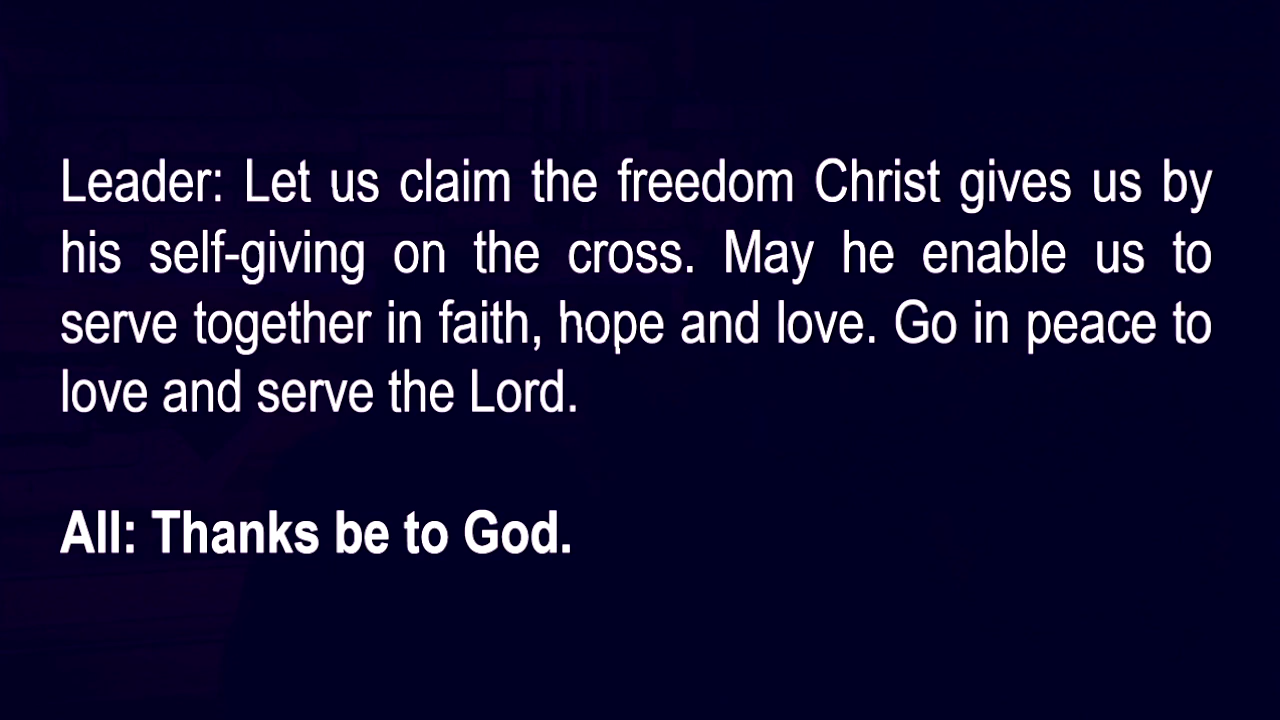 Leader: Let us claim the freedom Christ gives us by
his self-giving on the cross. May he enable us to
serve together in faith, hope and love. Go in peace to
love and serve the Lord.
All: Thanks be to God.